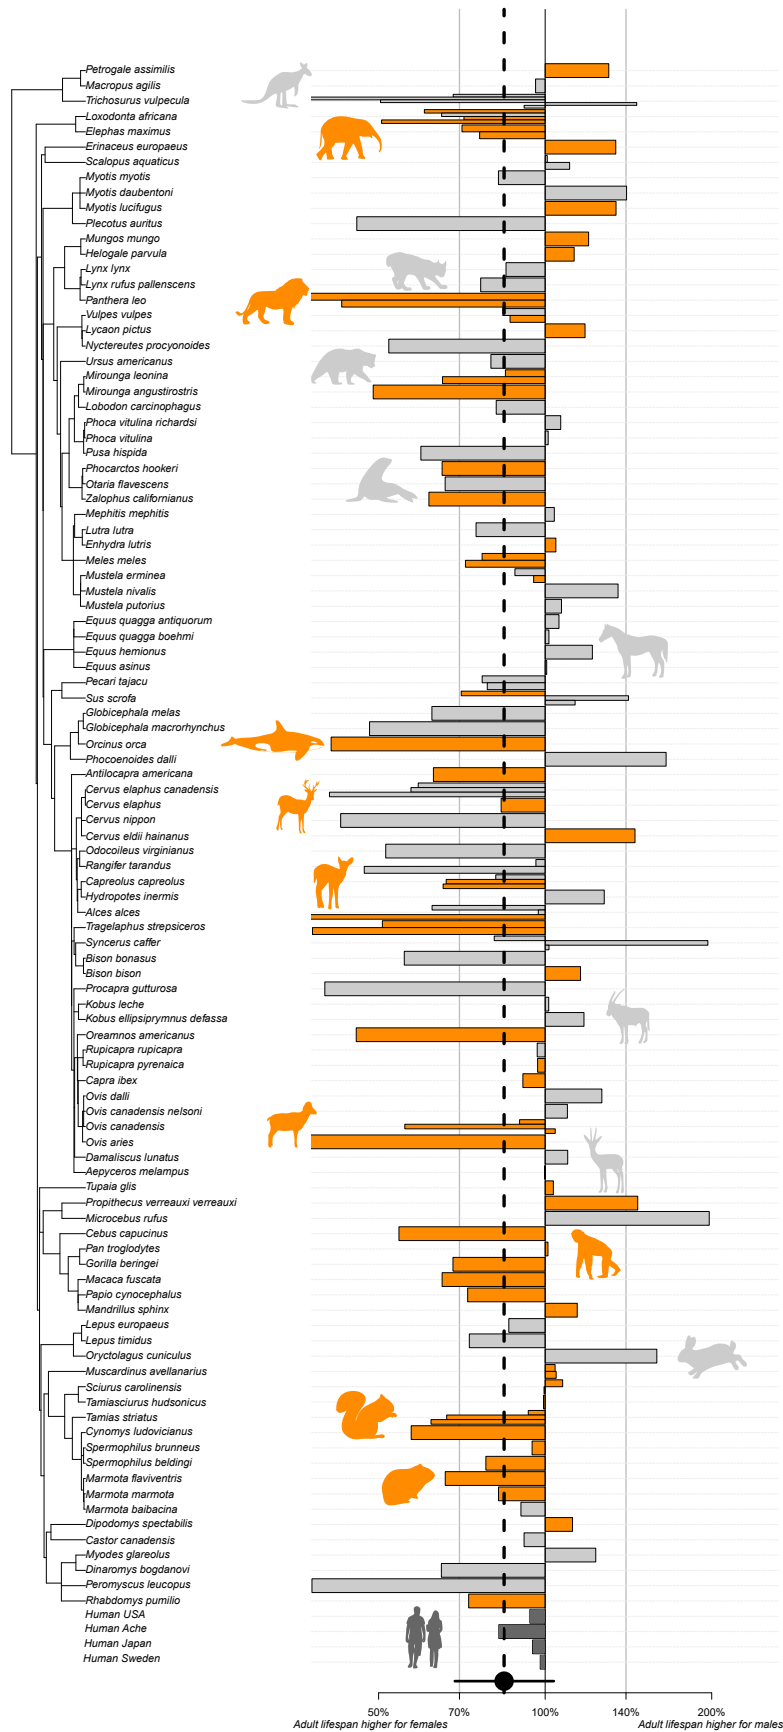 Petrogale assimilis
Macropus agilis
Trichosurus vulpecula
Loxodonta africana
Elephas maximus
Erinaceus europaeus
Scalopus aquaticus
Myotis myotis
Myotis daubentoni
Myotis lucifugus
Plecotus auritus
Mungos mungo
Helogale parvula
Lynx lynx
Lynx rufus pallenscens
Panthera leo
Vulpes vulpes
Lycaon pictus
Nyctereutes procyonoides
Ursus americanus
Mirounga leonina
Mirounga angustirostris
Lobodon carcinophagus
Phoca vitulina richardsi
Phoca vitulina
Pusa hispida
Phocarctos hookeri
Otaria flavescens
Zalophus californianus
Mephitis mephitis
Lutra lutra
Enhydra lutris
Meles meles
Mustela erminea
Mustela nivalis
Mustela putorius
Equus quagga antiquorum
Equus quagga boehmi
Equus hemionus
Equus asinus
Pecari tajacu
Sus scrofa
Globicephala melas
Globicephala macrorhynchus
Orcinus orca
Phocoenoides dalli
Antilocapra americana
Cervus elaphus canadensis
Cervus elaphus
Cervus nippon
Cervus eldii hainanus
Odocoileus virginianus
Rangifer tarandus
Capreolus capreolus
Hydropotes inermis
Alces alces
Tragelaphus strepsiceros
Syncerus caffer
Bison bonasus
Bison bison
Procapra gutturosa
Kobus leche
Kobus ellipsiprymnus defassa
Oreamnos americanus
Rupicapra rupicapra
Rupicapra pyrenaica
Capra ibex
Ovis dalli
Ovis canadensis nelsoni
Ovis canadensis
Ovis aries
Damaliscus lunatus
Aepyceros melampus
Tupaia glis
Propithecus verreauxi verreauxi
Microcebus rufus
Cebus capucinus
Pan troglodytes
Gorilla beringei
Macaca fuscata
Papio cynocephalus
Mandrillus sphinx
Lepus europaeus
Lepus timidus
Oryctolagus cuniculus
Muscardinus avellanarius
Sciurus carolinensis
Tamiasciurus hudsonicus
Tamias striatus
Cynomys ludovicianus
Spermophilus brunneus
Spermophilus beldingi
Marmota flaviventris
Marmota marmota
Marmota baibacina
Dipodomys spectabilis
Castor canadensis
Myodes glareolus
Dinaromys bogdanovi
Peromyscus leucopus
Rhabdomys pumilio
Human USA
Human Ache
Human Japan
Human Sweden
50% 70% 100% 140% 200%
Adult lifespan higher for females Adult lifespan higher for males